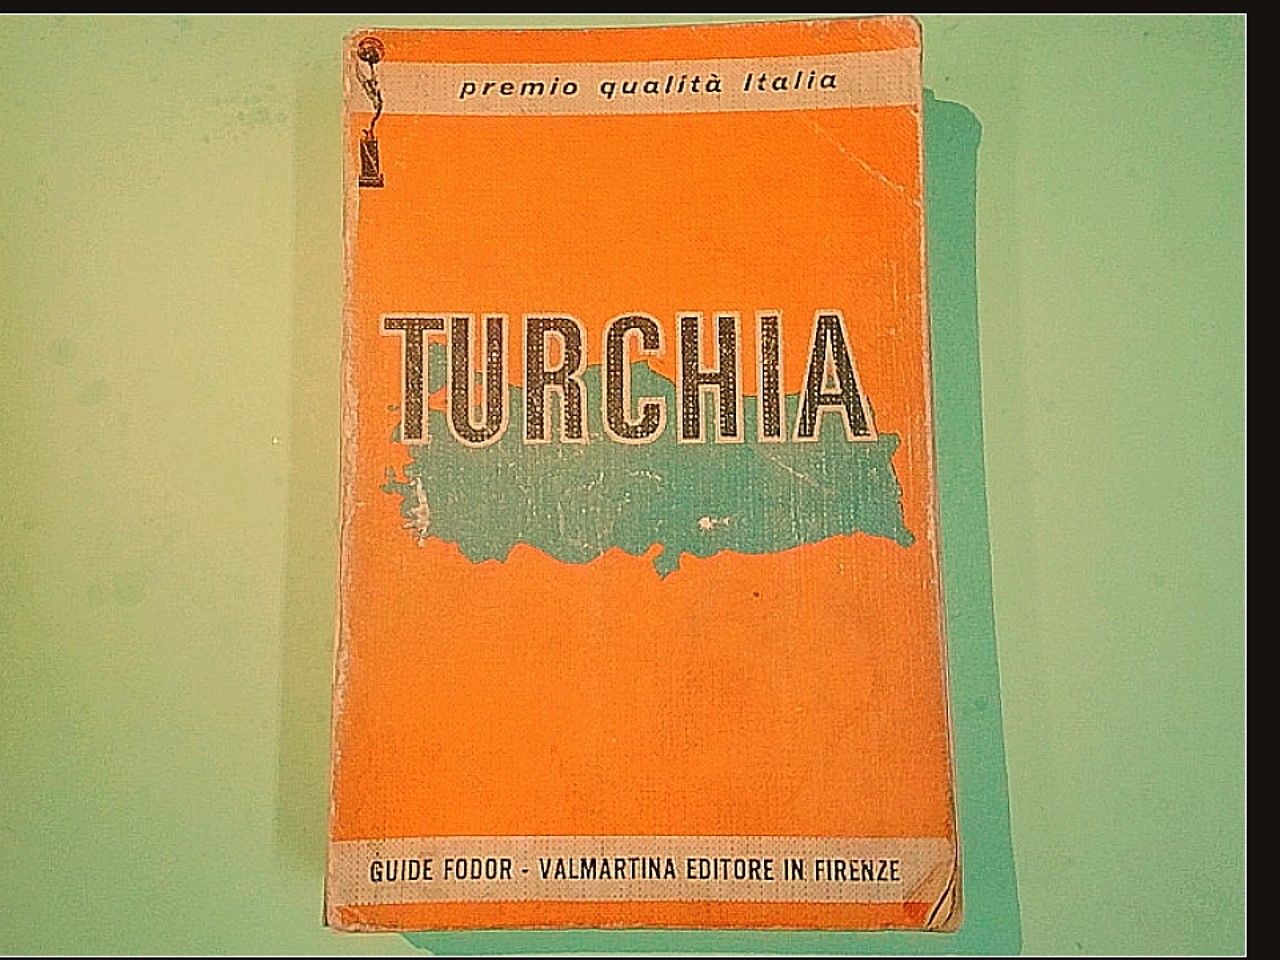 premio qualità Italia
TURCHIA
GUIDE FODOR - VALMARTINA EDITORE IN FIRENZE